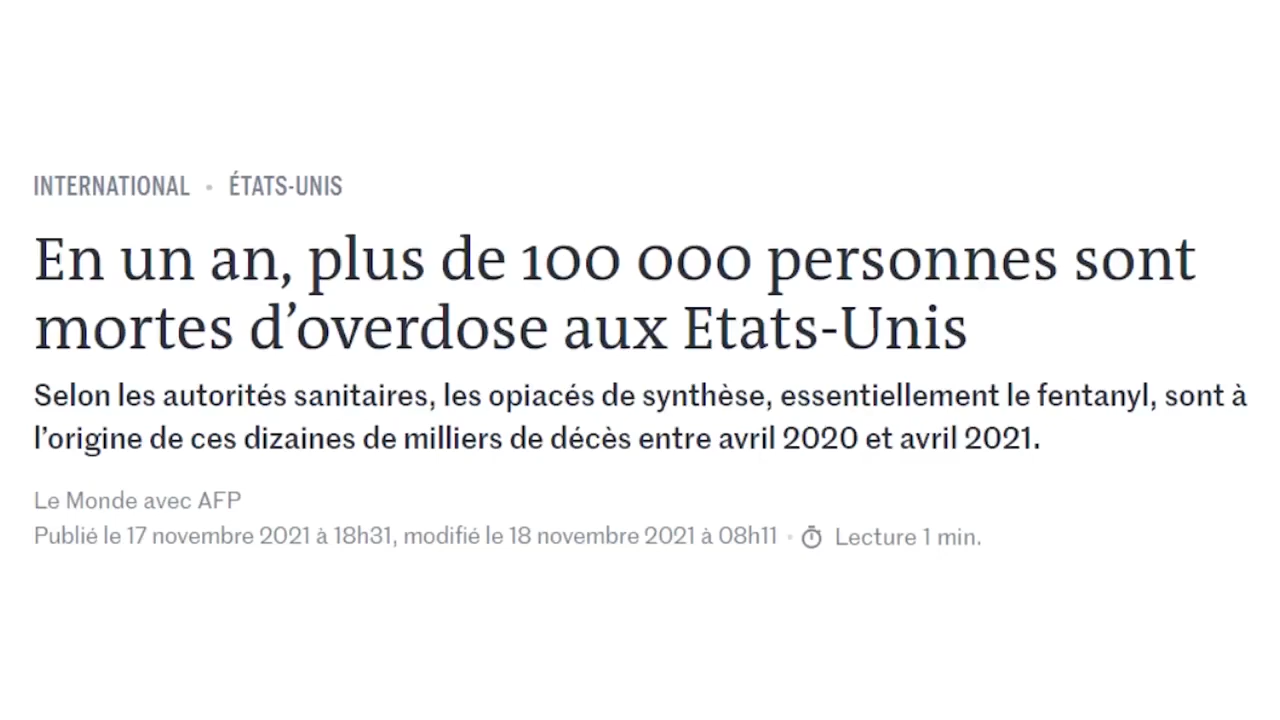 INTERNATIONAL • ÉTATS-UNIS
En un an, plus de 100 000 personnes sont
mortes d’overdose aux Etats-Unis
Selon les autorités sanitaires, les opiacés de synthèse, essentiellement le fentanyl, sont à
l’origine de ces dizaines de milliers de décès entre avril 2020 et avril 2021.
Le Monde avec AFP
Publié le 17 novembre 2021 à 18h31, modifié le 18 novembre 2021 à 08h11 • Lecture 1 min.